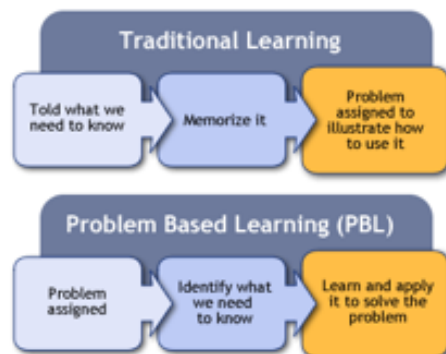 Traditional Learning
Told what we
need to know
Memorize it
Problem
assigned to
illustrate how
to use it
Problem Based Learning (PBL)
Problem
assigned
Identify what
we need
to know
Learn and apply
it to solve the
problem